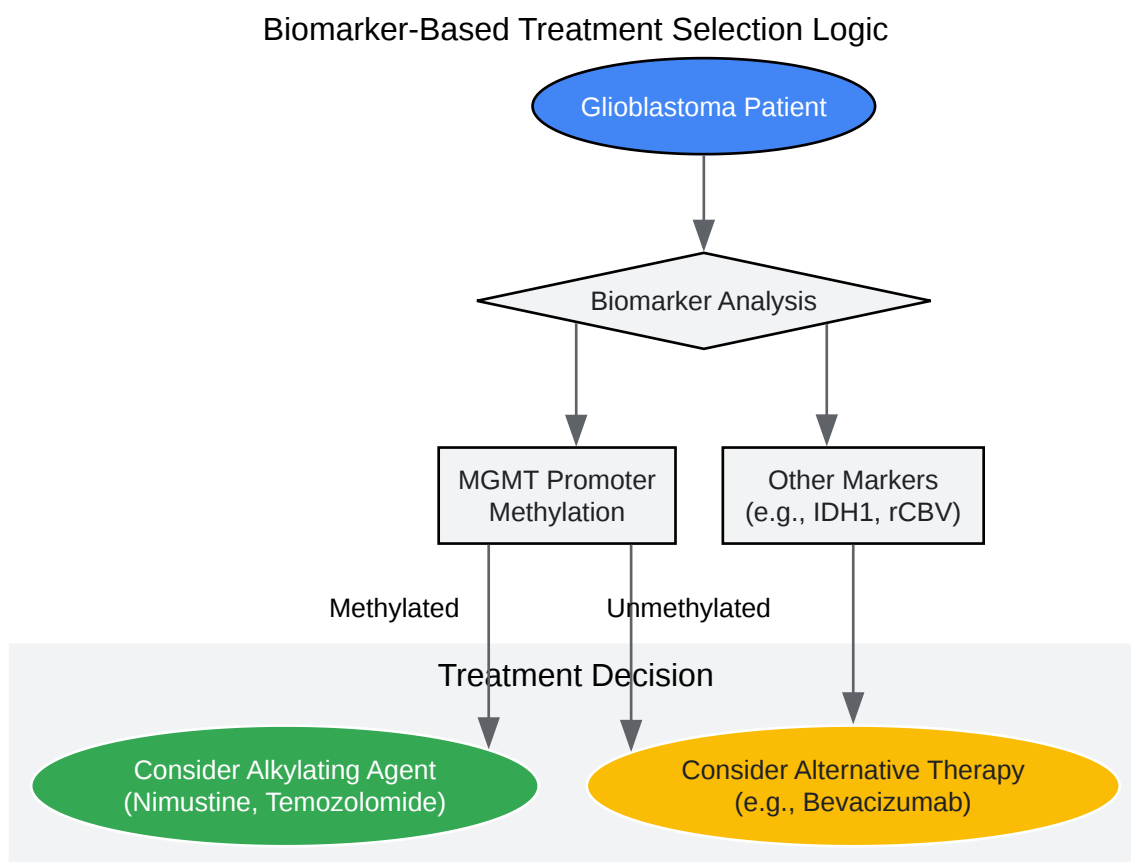 Biomarker-Based Treatment Selection Logic
Glioblastoma Patient
Biomarker Analysis
MGMT Promoter
Methylation
Other Markers
(e.g., IDH1, rCBV)
Methylated
Unmethylated
Treatment Decision
Consider Alkylating Agent
(Nimustine, Temozolomide)
Consider Alternative Therapy
(e.g., Bevacizumab)